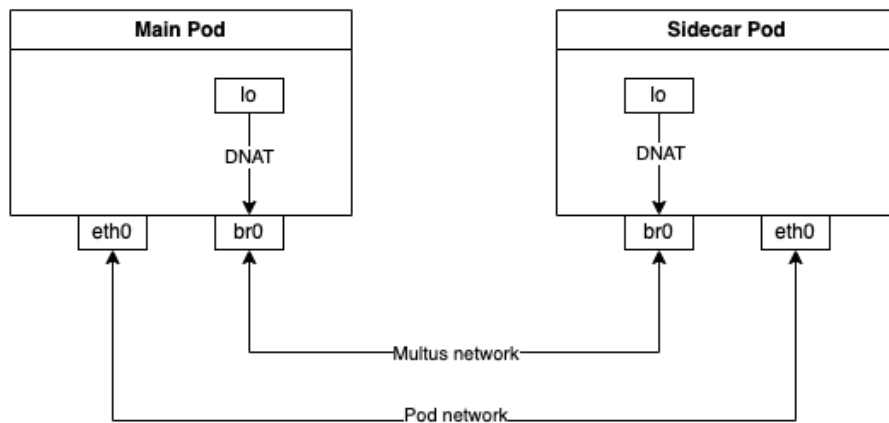 Main Pod
Sidecar Pod
lo
lo
DNAT
DNAT
eth0
br0
br0
eth0
Multus network
Pod network